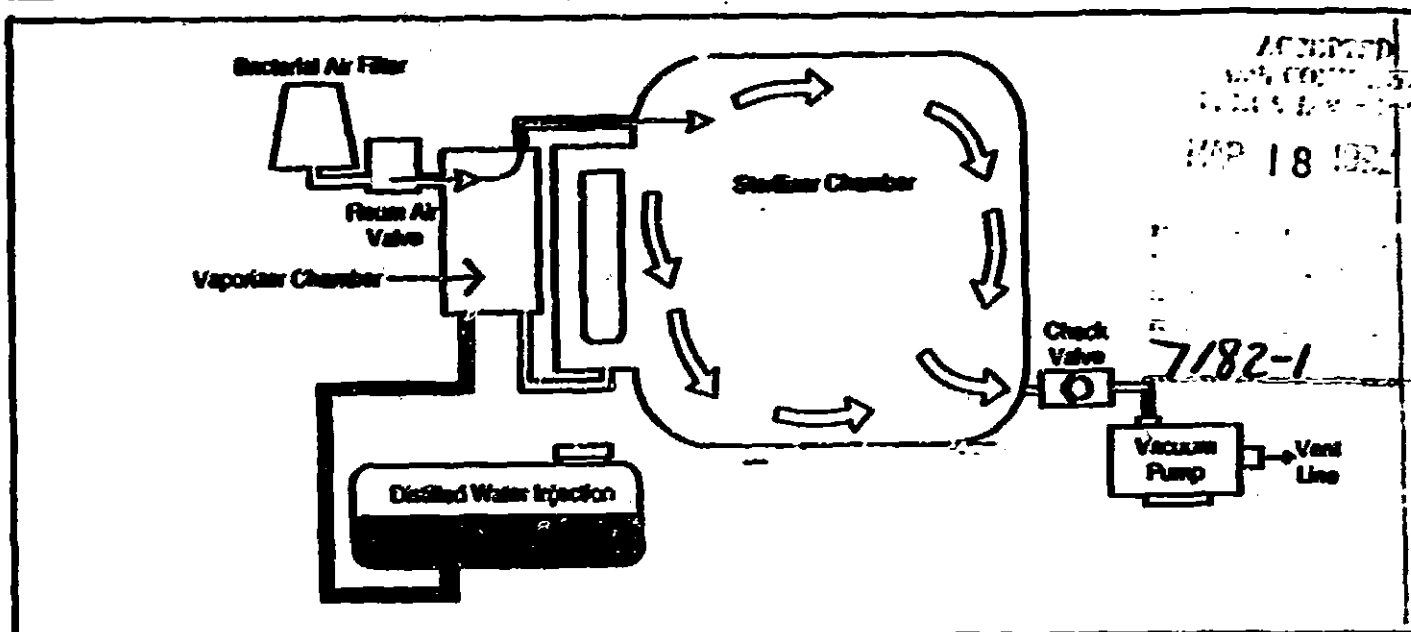 Bacterial Air Filter
Room Air
Valve
Vaporizer Chamber
Sterilizer Chamber
Check
Valve
Distilled Water Injection
Vacuum
Pump
Vent
Line
18
7182-1